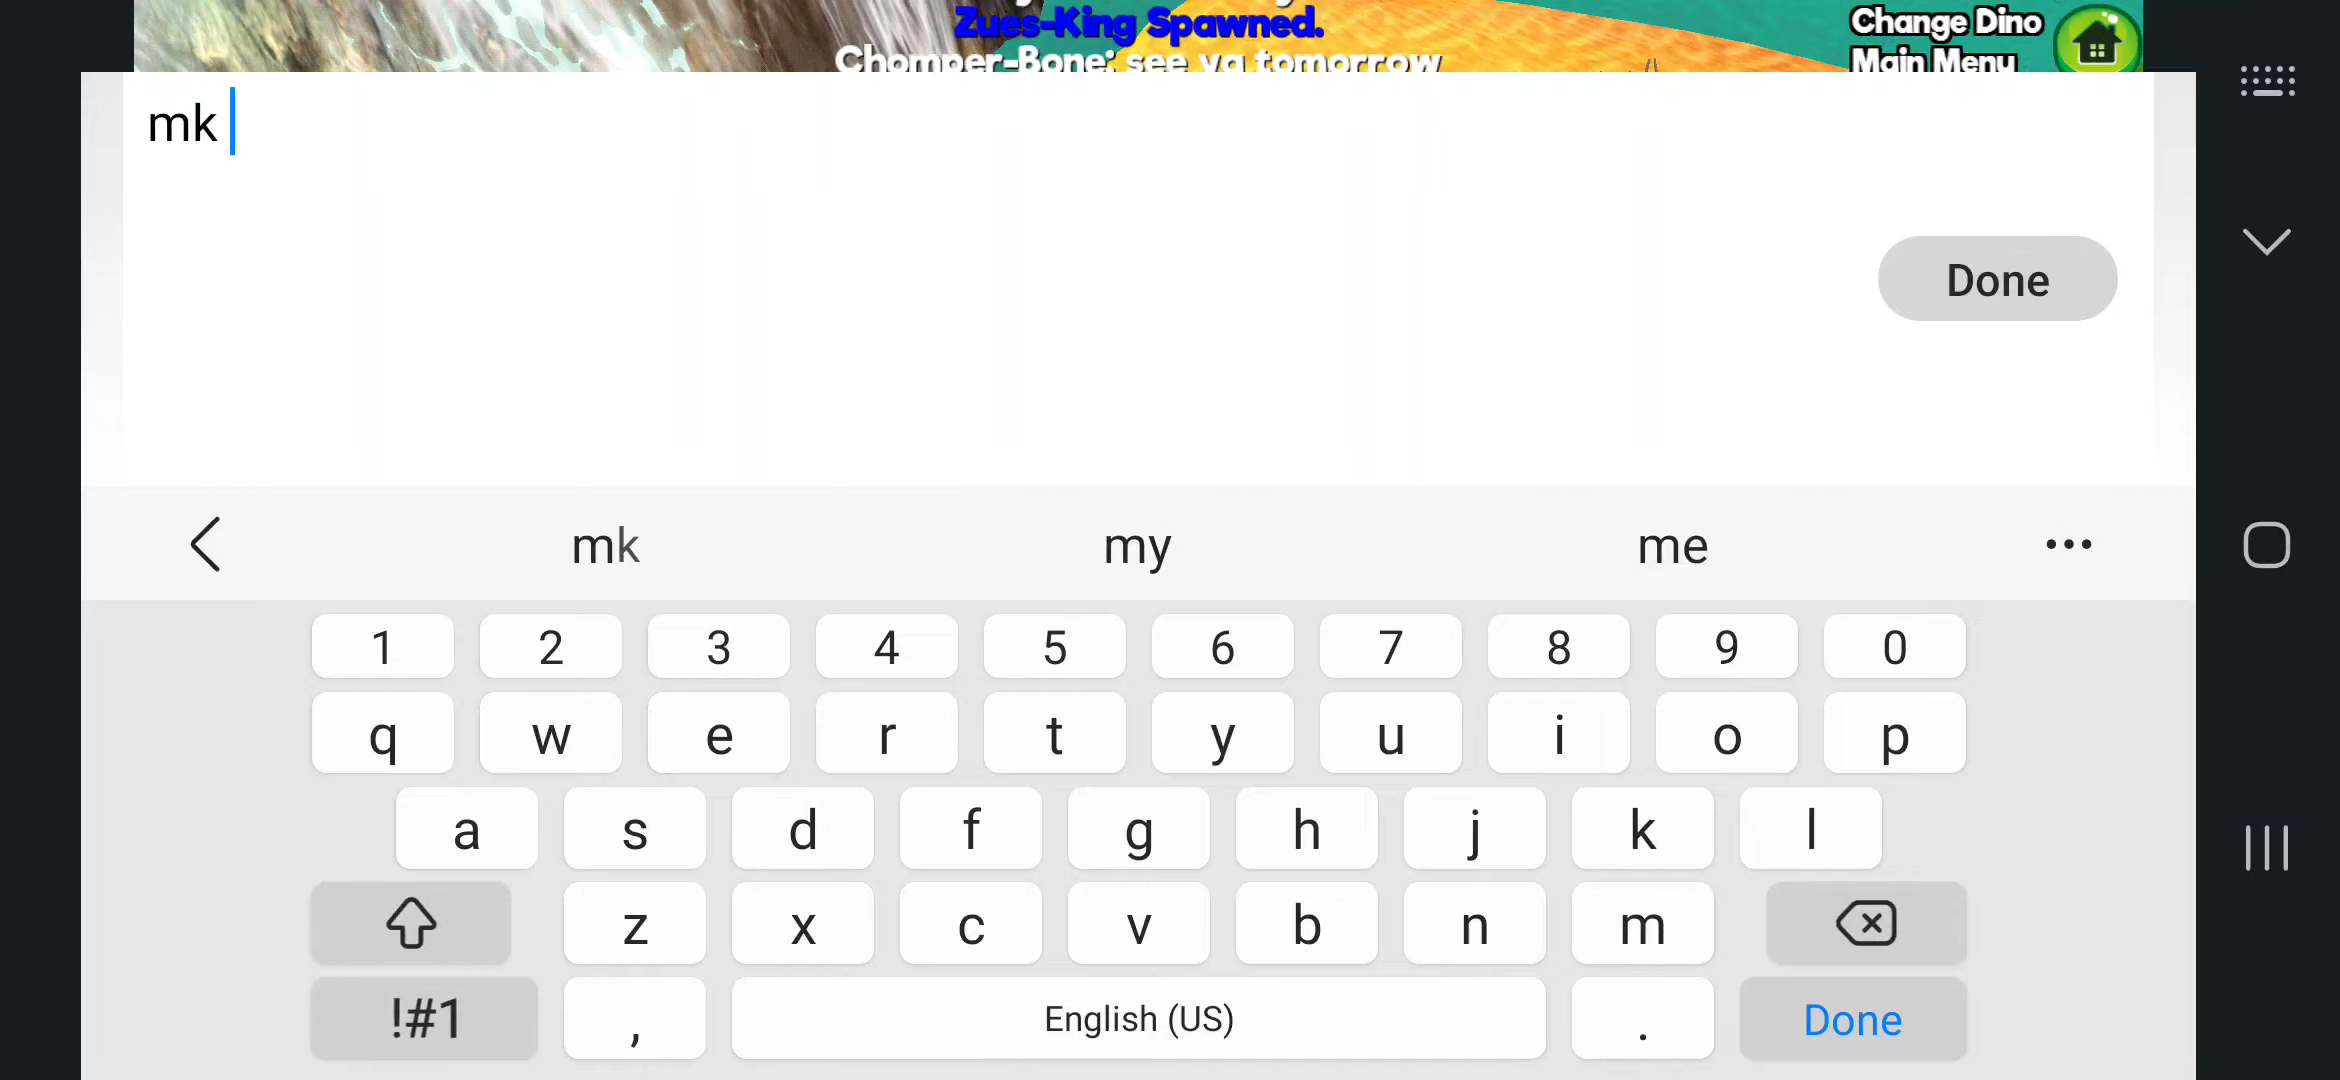 Zues-King Spawned.
Chomper-Bone: see ya tomorrow
Change Dino
Main Menu
mk
Done
mk my me
1 2 3 4 5 6 7 8 9 0
q w e r t y u i o p
a s d f g h j k l
z x c v b n m
!#1 , English (US) . Done